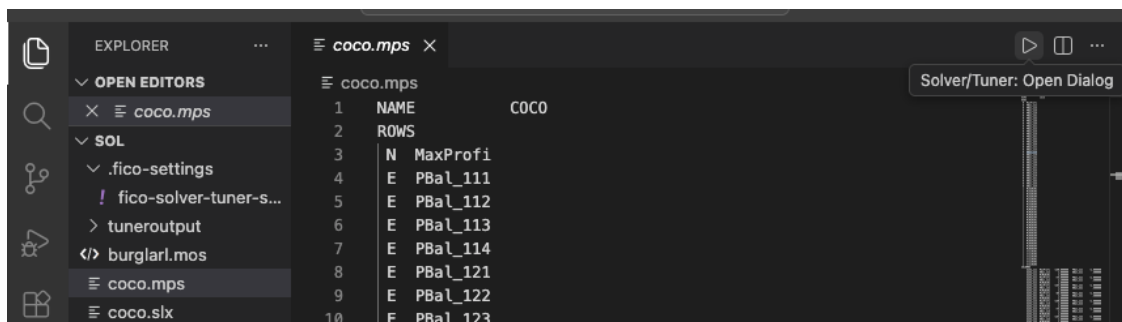 EXPLORER ...
OPEN EDITORS
coco.mps
SOL
.fico-settings
! fico-solver-tuner-s...
tuneroutput
burglarl.mos
coco.mps
coco.slx
coco.mps
...
Solver/Tuner: Open Dialog
coco.mps
1 NAME COCO
2 ROWS
3 N MaxProfi
4 E PBal_111
5 E PBal_112
6 E PBal_113
7 E PBal_114
8 E PBal_121
9 E PBal_122
10 E PBal_123